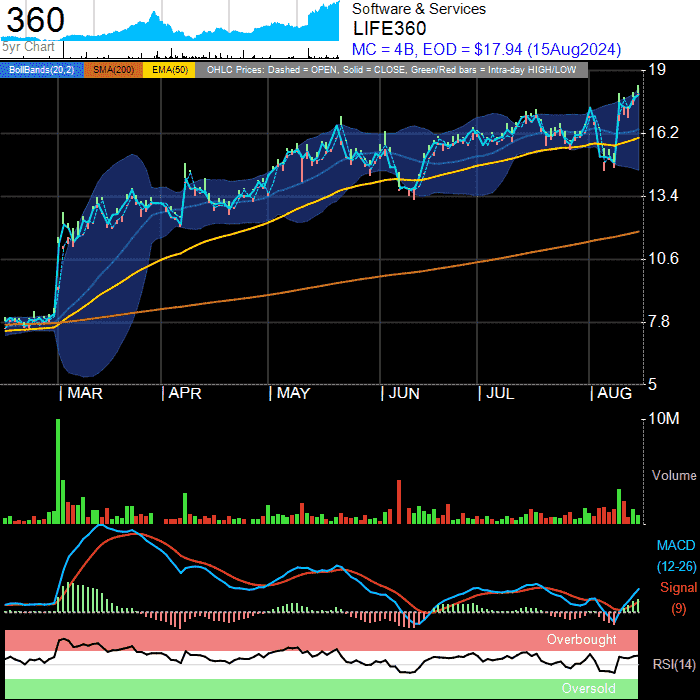 360
5yr Chart
Software & Services
LIFE360
MC = 4B, EOD = $17.94 (15Aug2024)
BollBands(20,2) SMA(200) EMA(50) OHLC Prices: Dashed = OPEN, Solid = CLOSE, Green/Red bars = Intra-day HIGH/LOW
19
16.2
13.4
10.6
7.8
5
MAR APR MAY JUN JUL AUG
10M
Volume
MACD
(12-26)
Signal
(9)
Overbought
RSI(14)
Oversold